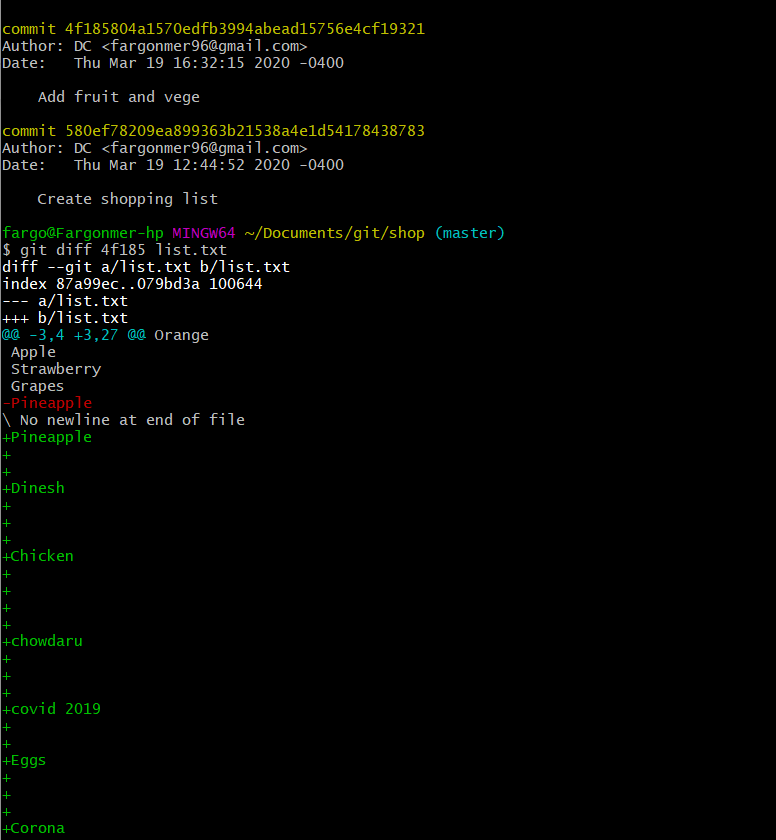 commit 4f185804a1570edfb3994abead15756e4cf19321
Author: DC <fargonmer96@gmail.com>
Date:   Thu Mar 19 16:32:15 2020 -0400
    Add fruit and vege
commit 580ef78209ea899363b21538a4e1d54178438783
Author: DC <fargonmer96@gmail.com>
Date:   Thu Mar 19 12:44:52 2020 -0400
    Create shopping list
fargo@Fargonmer-hp MINGW64 ~/Documents/git/shop (master)
$ git diff 4f185 list.txt
diff --git a/list.txt b/list.txt
index 87a99ec..079bd3a 100644
--- a/list.txt
+++ b/list.txt
@@ -3,4 +3,27 @@ Orange
 Apple
 Strawberry
 Grapes
-Pineapple
\ No newline at end of file
+Pineapple
+
+
+Dinesh
+
+
+
+Chicken
+
+
+
+
+chowdaru
+
+
+
+covid 2019
+
+
+Eggs
+
+
+
+Corona